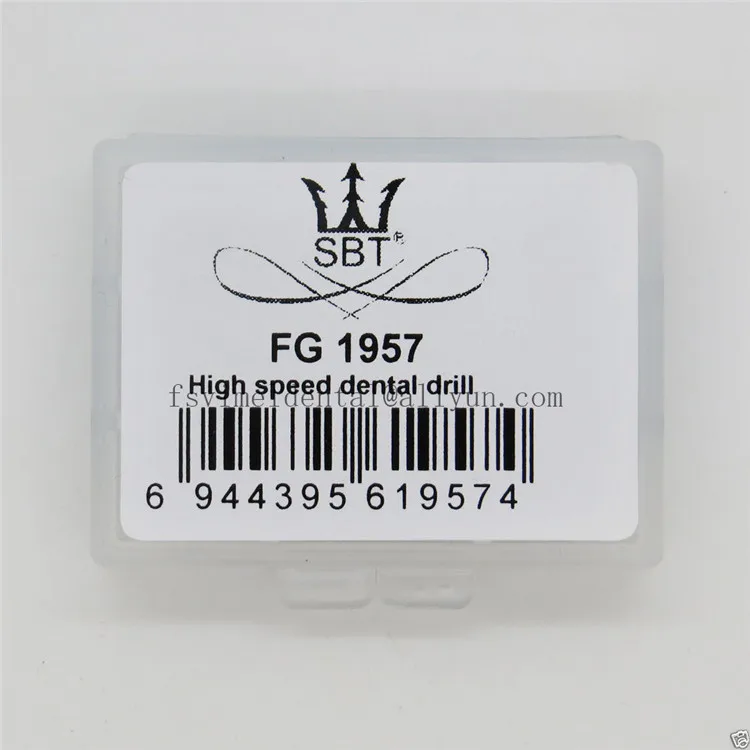 SBT®
FG 1957
High speed dental drill
fsyimeidental@aliyun.com
6 944395 619574